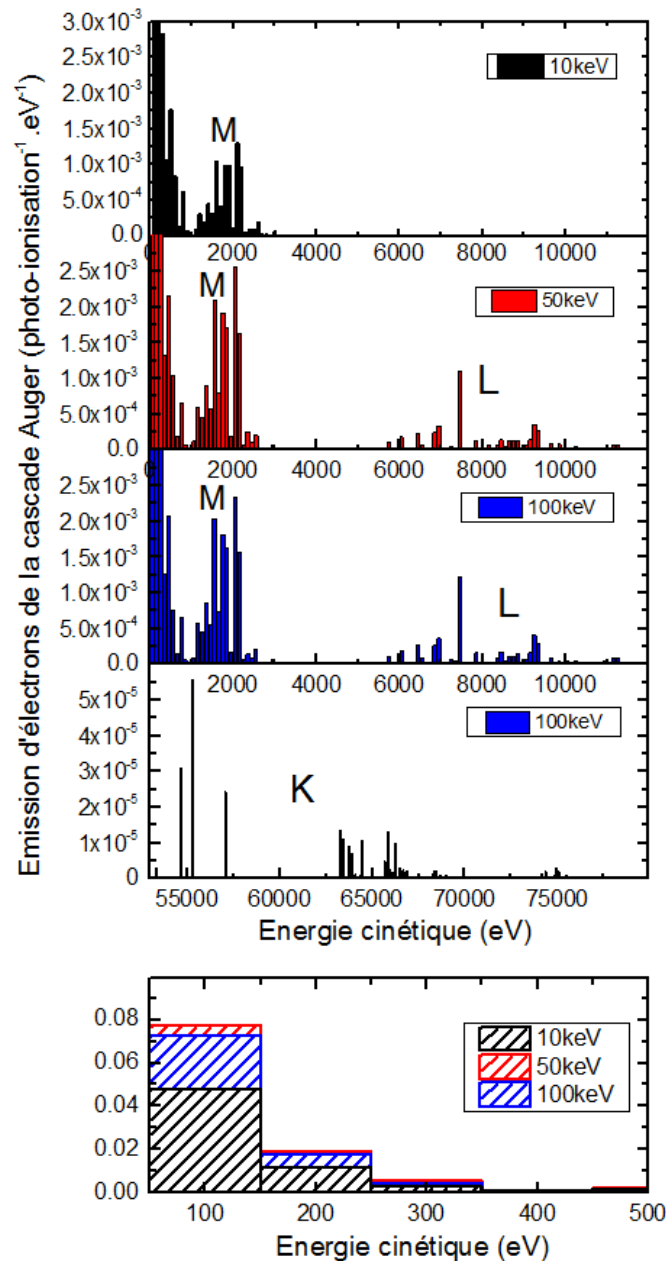 Emission d'électrons de la cascade Auger (photo-ionisation⁻¹.eV⁻¹)
3.0x10⁻³
2.5x10⁻³
2.0x10⁻³
1.5x10⁻³
1.0x10⁻³
5.0x10⁻⁴
0.0
10keV
M
0 2000 4000 6000 8000 10000
2.5x10⁻³
2.0x10⁻³
1.5x10⁻³
1.0x10⁻³
5.0x10⁻⁴
0.0
50keV
M
L
0 2000 4000 6000 8000 10000
2.5x10⁻³
2.0x10⁻³
1.5x10⁻³
1.0x10⁻³
5.0x10⁻⁴
0.0
100keV
M
L
2000 4000 6000 8000 10000
5x10⁻⁵
4x10⁻⁵
3x10⁻⁵
2x10⁻⁵
1x10⁻⁵
0
100keV
K
55000 60000 65000 70000 75000
Energie cinétique (eV)
0.08
0.06
0.04
0.02
0.00
10keV
50keV
100keV
100 200 300 400 500
Energie cinétique (eV)